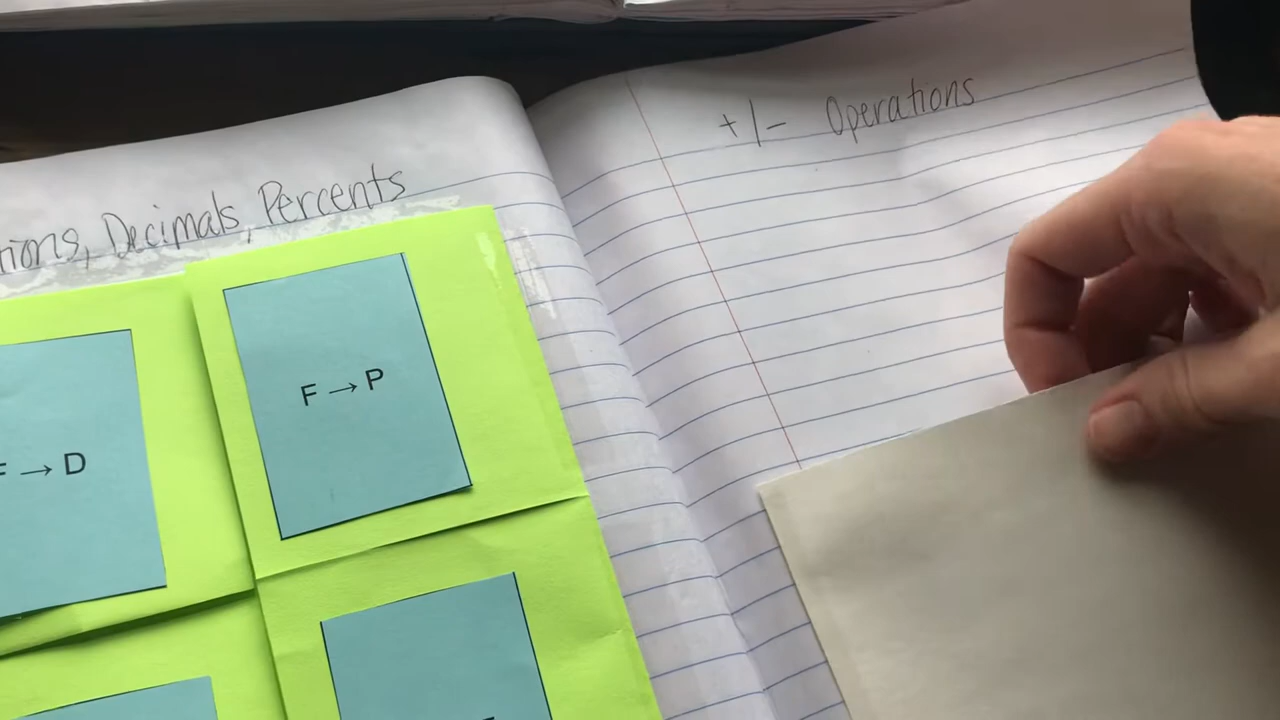 +/- Operations
Decimals, Percents
F → P
→ D